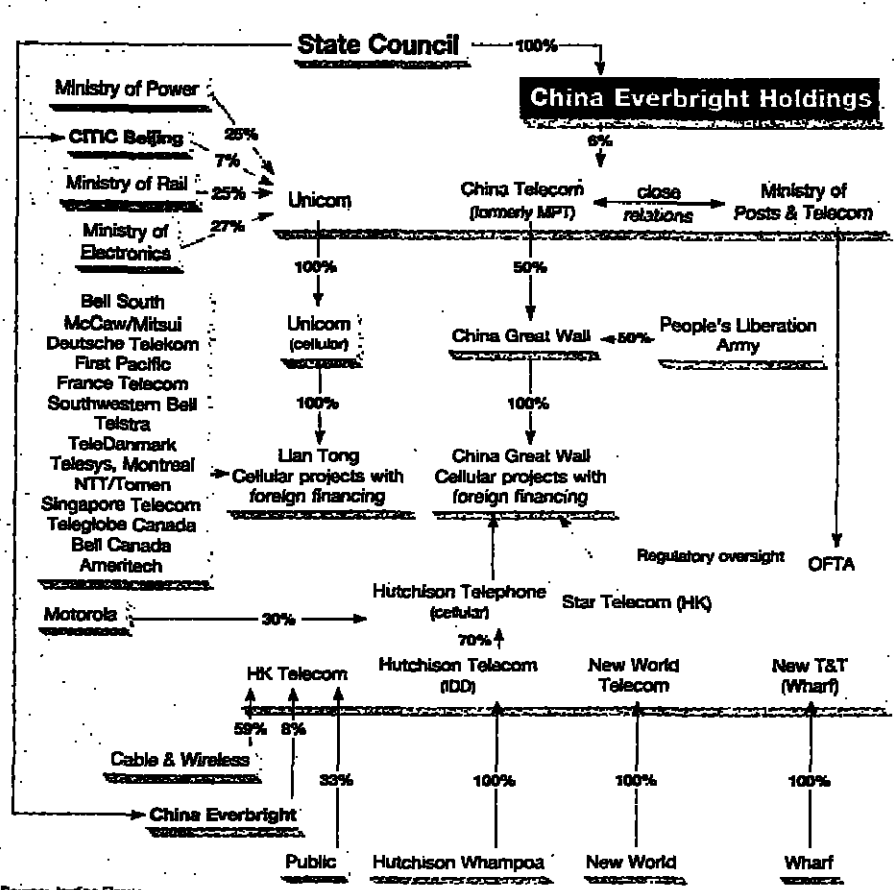 State Council
100%
China Everbright Holdings
6%
Ministry of Power
25%
CITIC Beijing
7%
Ministry of Rail
25%
Ministry of
Electronics
27%
Unicom
China Telecom
(formerly MPT)
close
relations
Ministry of
Posts & Telecom
100%
50%
Bell South
McCaw/Mitsui
Deutsche Telekom
First Pacific
France Telecom
Southwestern Bell
Telstra
TeleDanmark
Telesys, Montreal
NTT/Tomen
Singapore Telecom
Teleglobe Canada
Bell Canada
Ameritech
Unicom
(cellular)
China Great Wall
50%
People's Liberation
Army
100%
100%
Lian Tong
Cellular projects with
foreign financing
China Great Wall
Cellular projects with
foreign financing
Regulatory oversight
OFTA
Motorola
30%
Hutchison Telephone
(cellular)
Star Telecom (HK)
70%
HK Telecom
Hutchison Telecom
(IDD)
New World
Telecom
New T&T
(Wharf)
59%
8%
Cable & Wireless
33%
100%
100%
100%
China Everbright
Public
Hutchison Whampoa
New World
Wharf